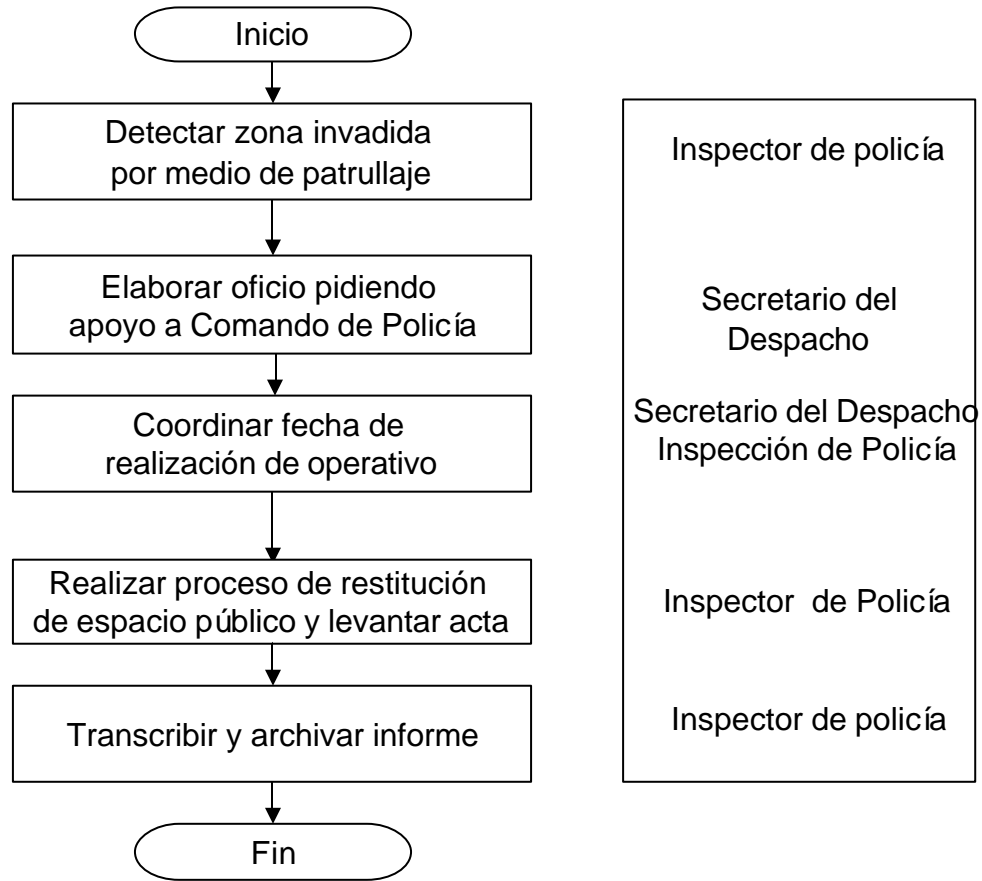 Inicio
Detectar zona invadida
por medio de patrullaje
Inspector de policía
Elaborar oficio pidiendo
apoyo a Comando de Policía
Secretario del
Despacho
Coordinar fecha de
realización de operativo
Secretario del Despacho
Inspección de Policía
Realizar proceso de restitución
de espacio público y levantar acta
Inspector de Policía
Transcribir y archivar informe
Inspector de policía
Fin